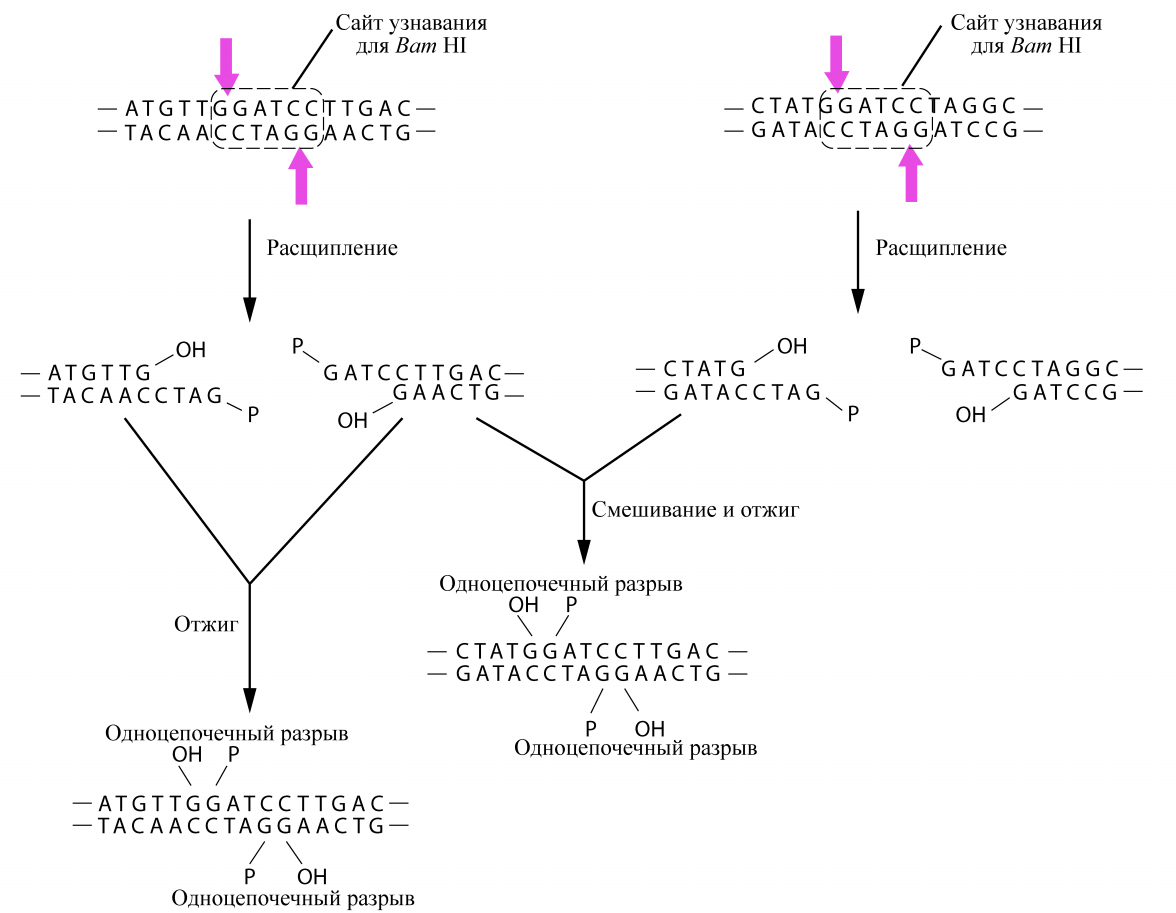 Сайт узнавания
для Bam HI
Сайт узнавания
для Bam HI
— ATGTTGGATCCTTGAC —
— TACAACCTAGGAACTG —
— CTATGGATCCTAGGC —
— GATACCTAGGATCCG —
Расщипление
Расщипление
OH
— ATGTTG
— TACAACCTAG
P
P
GATCCTTGAC —
GAACTG —
OH
OH
— CTATG
— GATACCTAG
P
P
GATCCTAGGC —
GATCCG —
OH
Смешивание и отжиг
Одноцепочечный разрыв
OH P
— CTATGGATCCTTGAC —
— GATACCTAGGAACTG —
P OH
Одноцепочечный разрыв
Отжиг
Одноцепочечный разрыв
OH P
— ATGTTGGATCCTTGAC —
— TACAACCTAGGAACTG —
P OH
Одноцепочечный разрыв